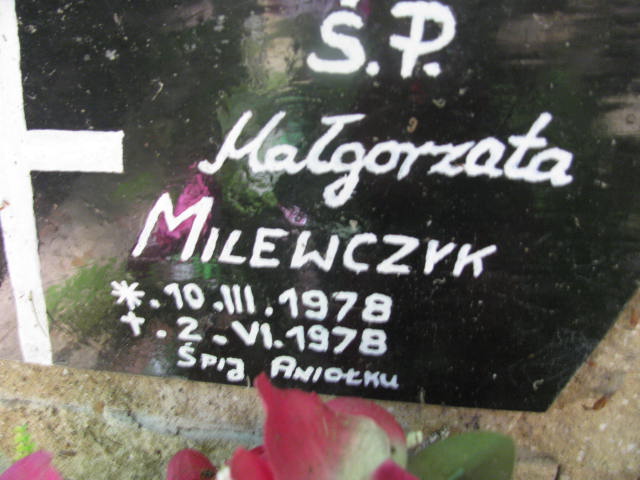 Ś.P.
Małgorzata
MILEWCZYK
*.10.III.1978
+.2.VI.1978
ŚPIJ ANIOŁKU